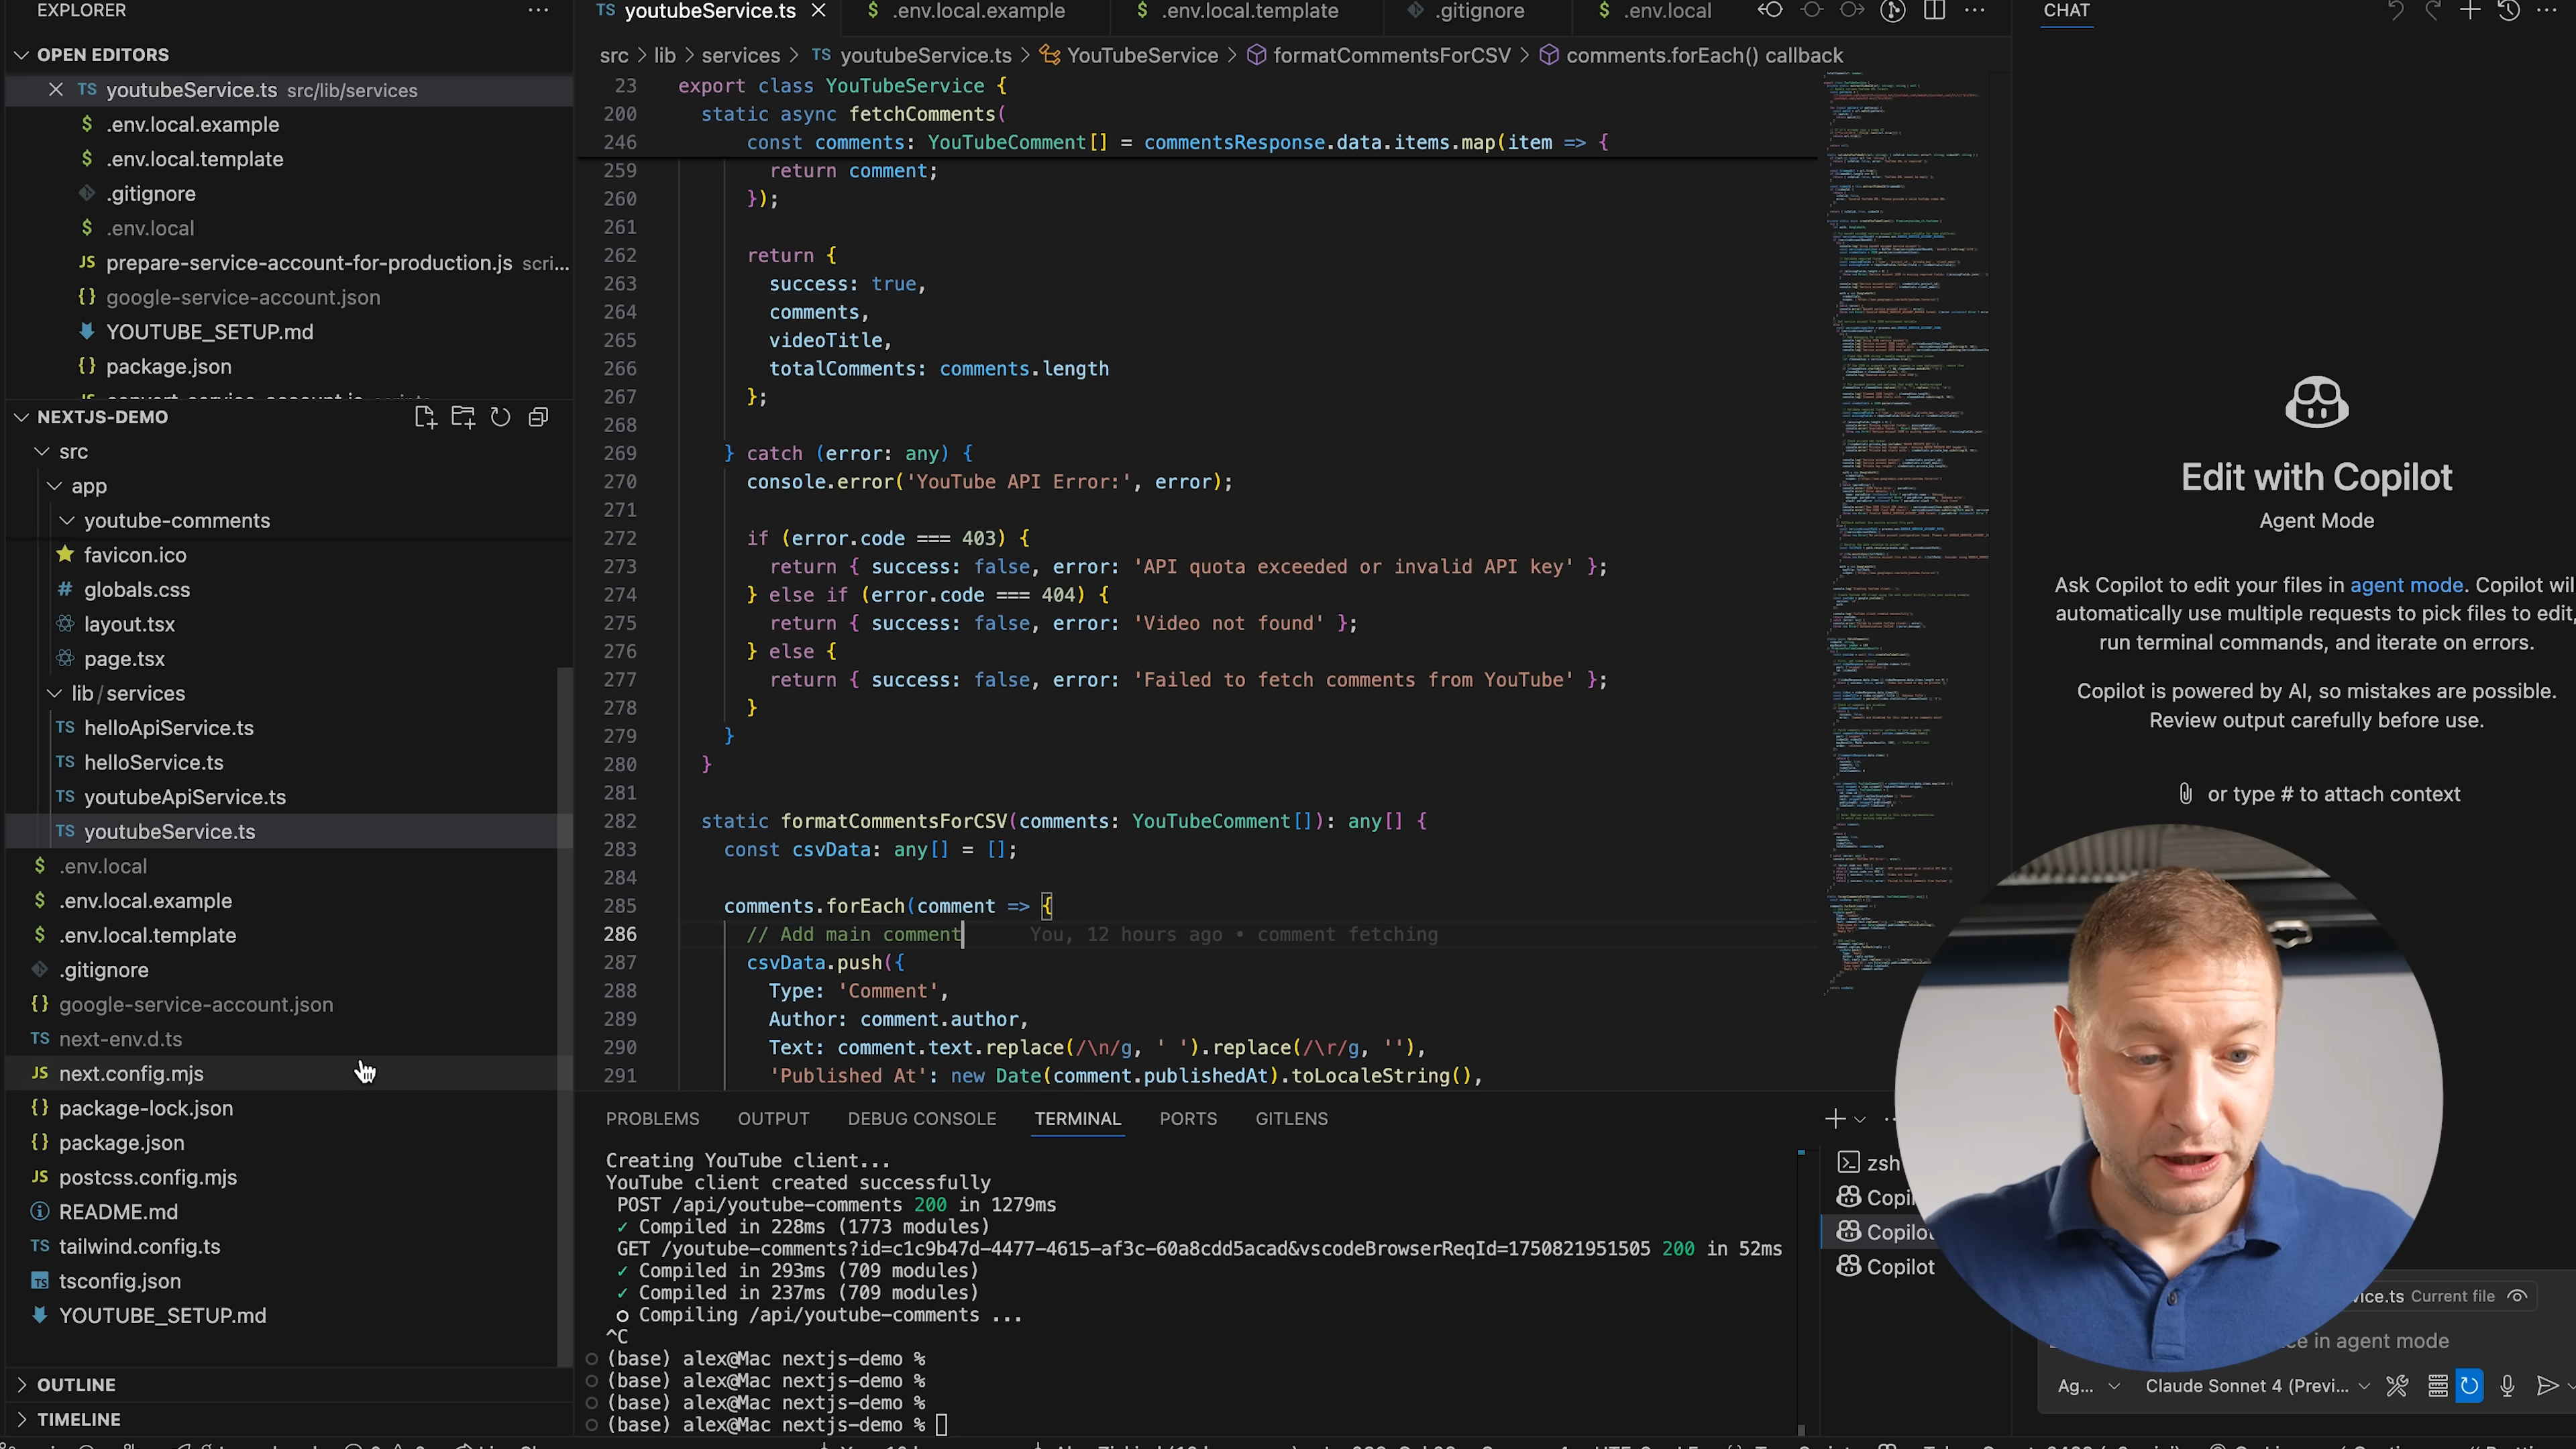 EXPLORER
OPEN EDITORS
youtubeService.ts src/lib/services
.env.local.example
.env.local.template
.gitignore
.env.local
prepare-service-account-for-production.js scri...
google-service-account.json
YOUTUBE_SETUP.md
package.json
NEXTJS-DEMO
src
app
youtube-comments
favicon.ico
globals.css
layout.tsx
page.tsx
lib/services
helloApiService.ts
helloService.ts
youtubeApiService.ts
youtubeService.ts
.env.local
.env.local.example
.env.local.template
.gitignore
google-service-account.json
next-env.d.ts
next.config.mjs
package-lock.json
package.json
postcss.config.mjs
README.md
tailwind.config.ts
tsconfig.json
YOUTUBE_SETUP.md
OUTLINE
TIMELINE
TS youtubeService.ts $ .env.local.example $ .env.local.template .gitignore $ .env.local
src > lib > services > TS youtubeService.ts > YouTubeService > formatCommentsForCSV > comments.forEach() callback
23 export class YouTubeService {
200 static async fetchComments(
246 const comments: YouTubeComment[] = commentsResponse.data.items.map(item => {
259 return comment;
260 });
261
262 return {
263 success: true,
264 comments,
265 videoTitle,
266 totalComments: comments.length
267 };
268
269 } catch (error: any) {
270 console.error('YouTube API Error:', error);
271
272 if (error.code === 403) {
273 return { success: false, error: 'API quota exceeded or invalid API key' };
274 } else if (error.code === 404) {
275 return { success: false, error: 'Video not found' };
276 } else {
277 return { success: false, error: 'Failed to fetch comments from YouTube' };
278 }
279 }
280 }
281
282 static formatCommentsForCSV(comments: YouTubeComment[]): any[] {
283 const csvData: any[] = [];
284
285 comments.forEach(comment => {
286 // Add main comment You, 12 hours ago • comment fetching
287 csvData.push({
288 Type: 'Comment',
289 Author: comment.author,
290 Text: comment.text.replace(/\n/g, ' ').replace(/\r/g, ''),
291 'Published At': new Date(comment.publishedAt).toLocaleString(),
PROBLEMS OUTPUT DEBUG CONSOLE TERMINAL PORTS GITLENS
Creating YouTube client...
YouTube client created successfully
POST /api/youtube-comments 200 in 1279ms
✓ Compiled in 228ms (1773 modules)
GET /youtube-comments?id=c1c9b47d-4477-4615-af3c-60a8cdd5acad&vscodeBrowserReqId=1750821951505 200 in 52ms
✓ Compiled in 293ms (709 modules)
✓ Compiled in 237ms (709 modules)
○ Compiling /api/youtube-comments ...
^C
(base) alex@Mac nextjs-demo %
(base) alex@Mac nextjs-demo %
(base) alex@Mac nextjs-demo %
(base) alex@Mac nextjs-demo %
zsh
Copilot
Copilot
CHAT
Edit with Copilot
Agent Mode
Ask Copilot to edit your files in agent mode. Copilot will
automatically use multiple requests to pick files to edit,
run terminal commands, and iterate on errors.
Copilot is powered by AI, so mistakes are possible.
Review output carefully before use.
or type # to attach context
Current file
in agent mode
Ag... Claude Sonnet 4 (Previ...